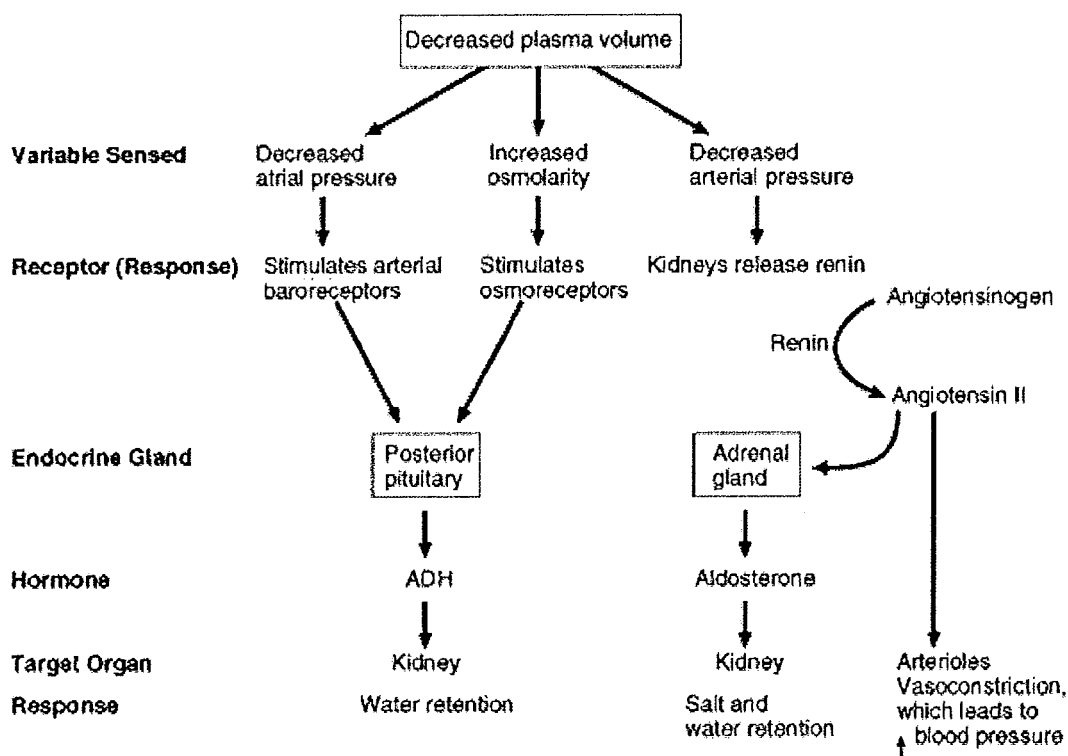 Decreased plasma volume
Variable Sensed
Decreased
atrial pressure
Increased
osmolarity
Decreased
arterial pressure
Receptor (Response)
Stimulates arterial
baroreceptors
Stimulates
osmoreceptors
Kidneys release renin
Angiotensinogen
Renin
Angiotensin II
Endocrine Gland
Posterior
pituitary
Adrenal
gland
Hormone
ADH
Aldosterone
Target Organ
Kidney
Kidney
Arterioles
Response
Water retention
Salt and
water retention
Vasoconstriction,
which leads to
↑ blood pressure